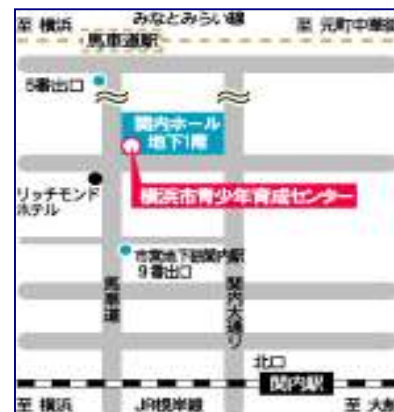 至 横浜
みなとみらい線
至 元町中華街
馬車道駅
5番出口
関内ホール
地下1階
リッチモンド
ホテル
横浜市青少年育成センター
市営地下鉄関内駅
9番出口
馬車道
関内大通り
北口
関内駅
至 横浜
JR根岸線
至 大船